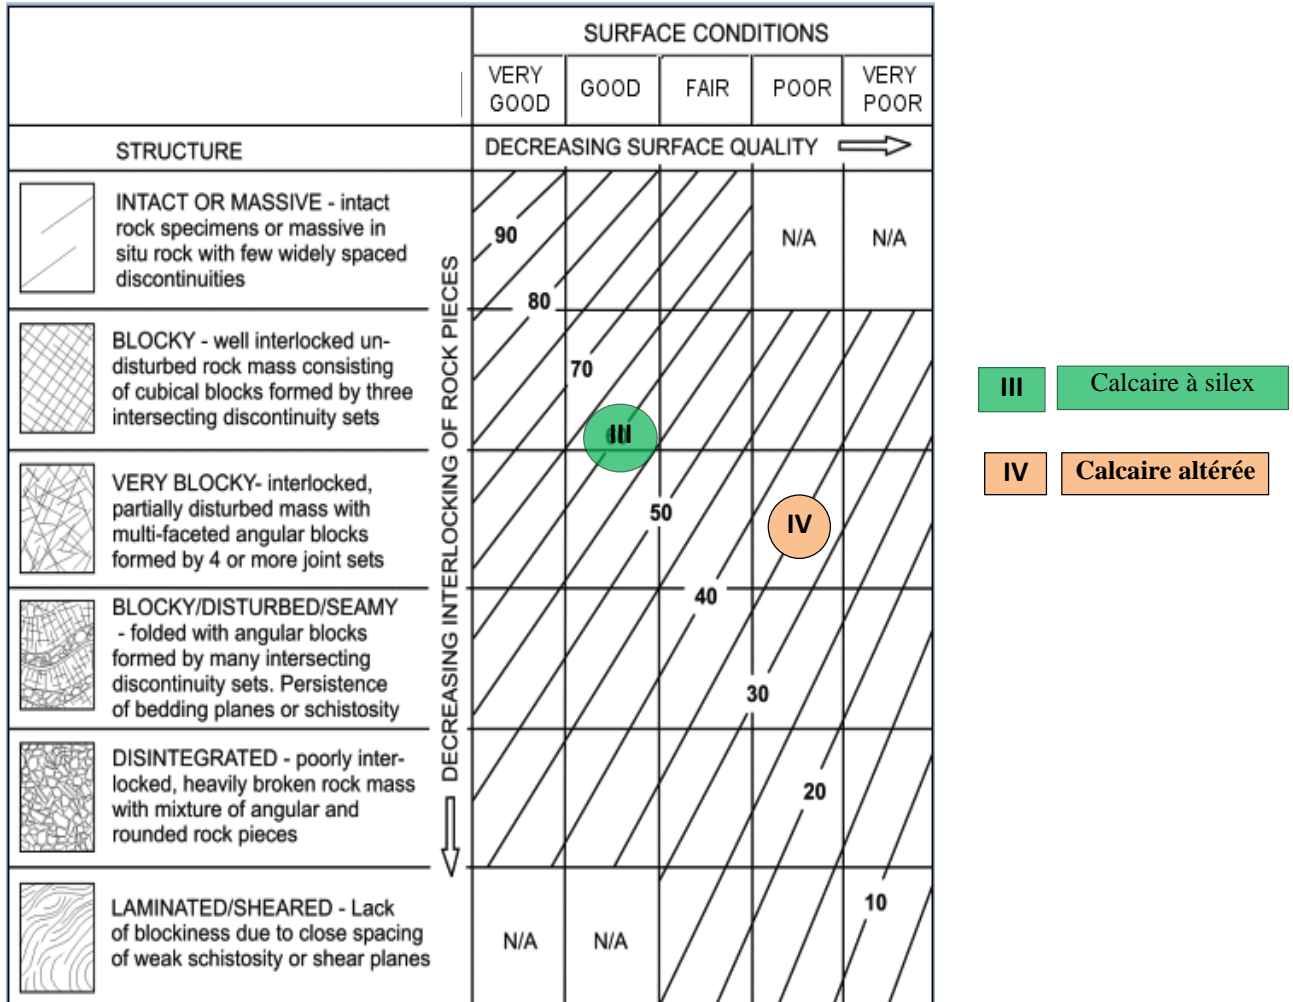 SURFACE CONDITIONS
VERY
GOOD
GOOD
FAIR
POOR
VERY
POOR
STRUCTURE
DECREASING SURFACE QUALITY
DECREASING INTERLOCKING OF ROCK PIECES
INTACT OR MASSIVE - intact
rock specimens or massive in
situ rock with few widely spaced
discontinuities
90
80
N/A
N/A
BLOCKY - well interlocked un-
disturbed rock mass consisting
of cubical blocks formed by three
intersecting discontinuity sets
70
60
III
VERY BLOCKY- interlocked,
partially disturbed mass with
multi-faceted angular blocks
formed by 4 or more joint sets
50
IV
BLOCKY/DISTURBED/SEAMY
- folded with angular blocks
formed by many intersecting
discontinuity sets. Persistence
of bedding planes or schistosity
40
30
DISINTEGRATED - poorly inter-
locked, heavily broken rock mass
with mixture of angular and
rounded rock pieces
20
LAMINATED/SHEARED - Lack
of blockiness due to close spacing
of weak schistosity or shear planes
N/A
N/A
10
III Calcaire à silex
IV Calcaire altérée